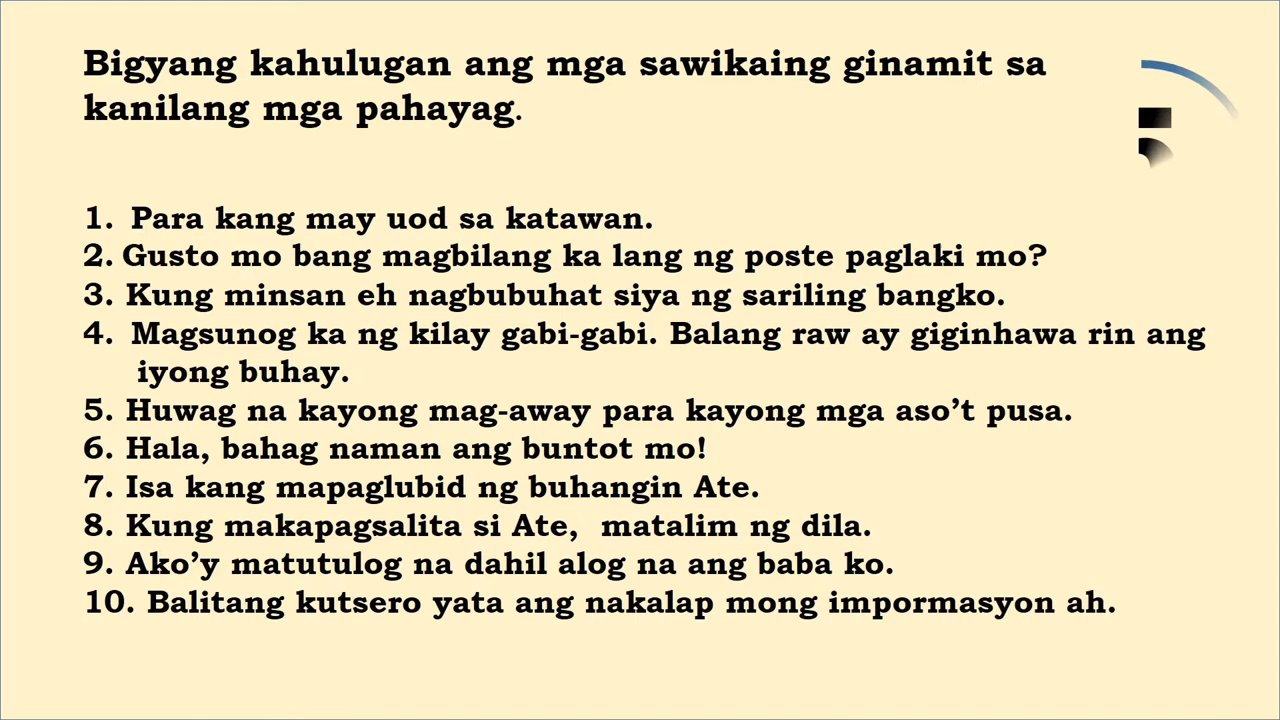 Bigyang kahulugan ang mga sawikaing ginamit sa
kanilang mga pahayag.
1. Para kang may uod sa katawan.
2. Gusto mo bang magbilang ka lang ng poste paglaki mo?
3. Kung minsan eh nagbubuhat siya ng sariling bangko.
4. Magsunog ka ng kilay gabi-gabi. Balang raw ay giginhawa rin ang
iyong buhay.
5. Huwag na kayong mag-away para kayong mga aso’t pusa.
6. Hala, bahag naman ang buntot mo!
7. Isa kang mapaglubid ng buhangin Ate.
8. Kung makapagsalita si Ate,  matalim ng dila.
9. Ako’y matutulog na dahil alog na ang baba ko.
10. Balitang kutsero yata ang nakalap mong impormasyon ah.